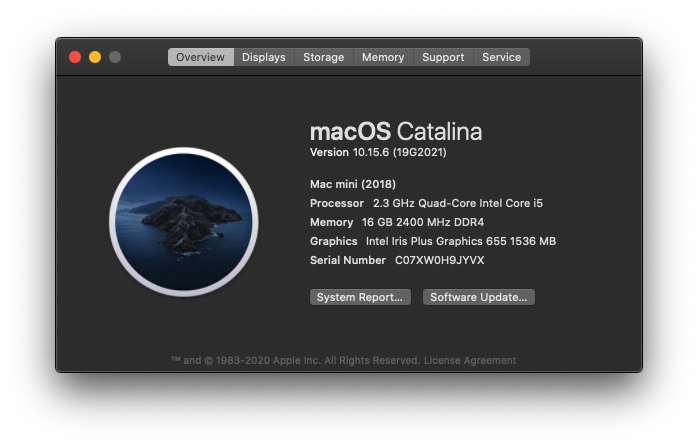 Overview Displays Storage Memory Support Service
macOS Catalina
Version 10.15.6 (19G2021)
Mac mini (2018)
Processor 2.3 GHz Quad-Core Intel Core i5
Memory 16 GB 2400 MHz DDR4
Graphics Intel Iris Plus Graphics 655 1536 MB
Serial Number C07XW0H9JYVX
System Report... Software Update...
™ and © 1983-2020 Apple Inc. All Rights Reserved. License Agreement